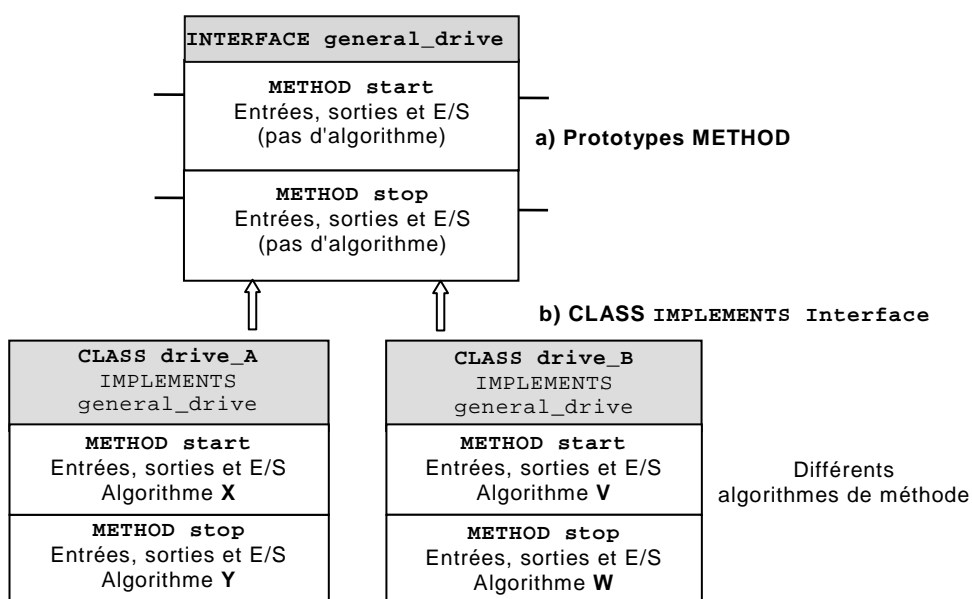 INTERFACE general_drive
METHOD start
Entrées, sorties et E/S
(pas d'algorithme)
a) Prototypes METHOD
METHOD stop
Entrées, sorties et E/S
(pas d'algorithme)
b) CLASS IMPLEMENTS Interface
CLASS drive_A
IMPLEMENTS
general_drive
METHOD start
Entrées, sorties et E/S
Algorithme X
METHOD stop
Entrées, sorties et E/S
Algorithme Y
CLASS drive_B
IMPLEMENTS
general_drive
METHOD start
Entrées, sorties et E/S
Algorithme V
METHOD stop
Entrées, sorties et E/S
Algorithme W
Différents
algorithmes de méthode